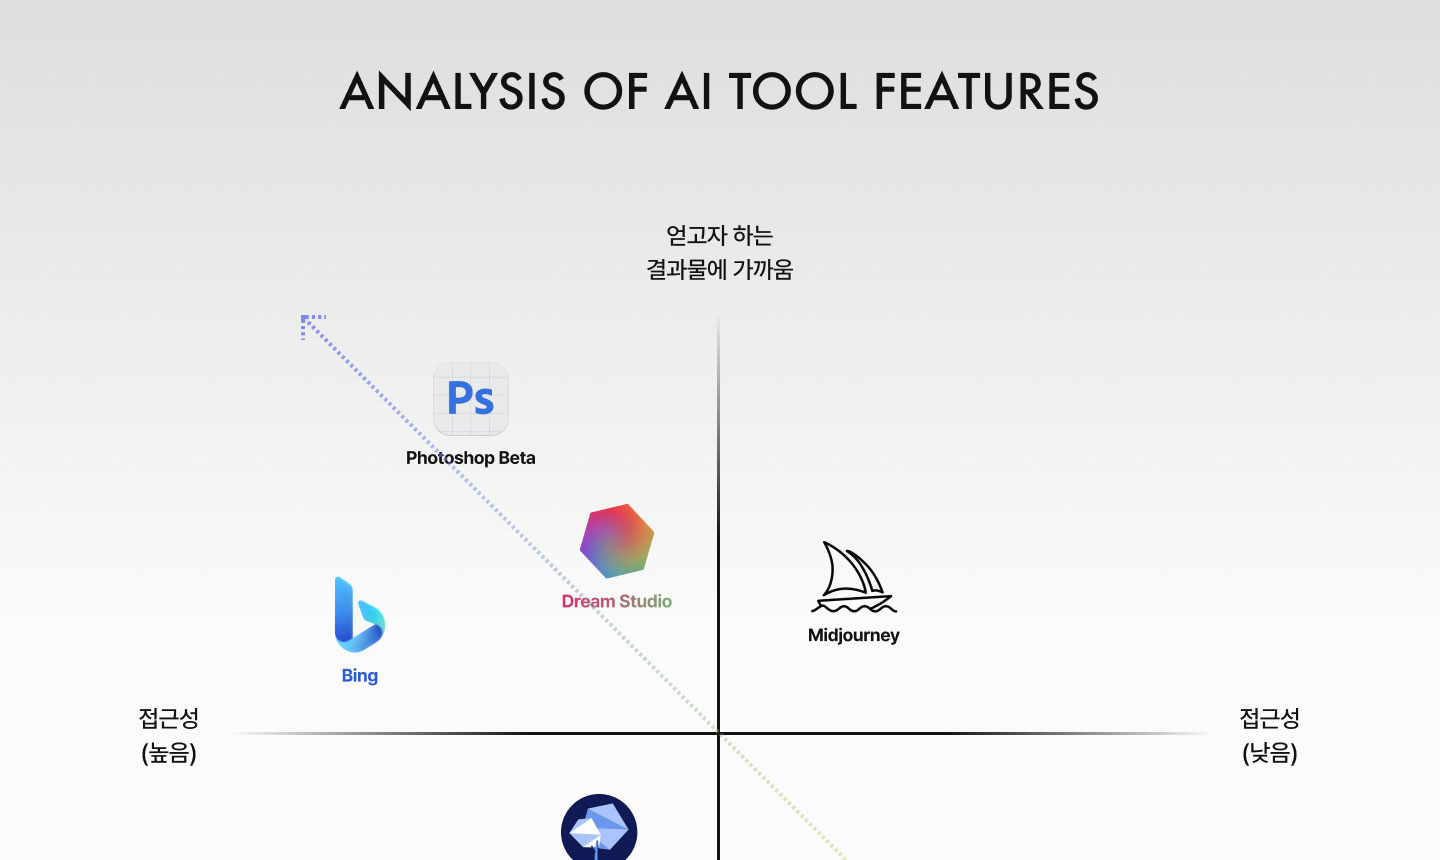 ANALYSIS OF AI TOOL FEATURES
얻고자 하는
결과물에 가까움
Ps
Photoshop Beta
Dream Studio
Midjourney
Bing
접근성
(높음)
접근성
(낮음)